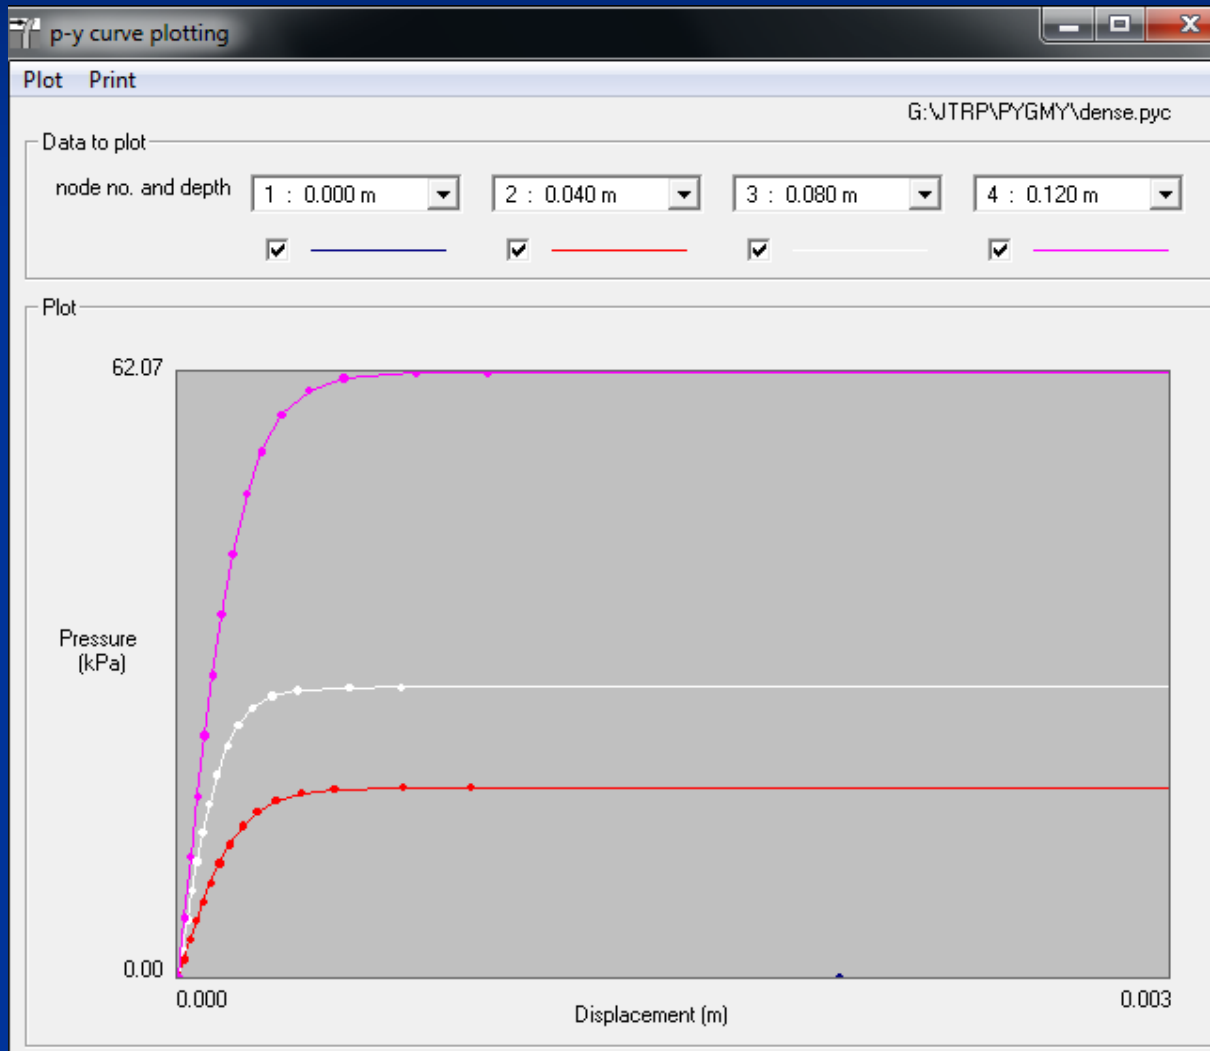 p-y curve plotting
Plot Print
G:\JTRP\PYGMY\dense.pyc
Data to plot
node no. and depth 1 : 0.000 m 2 : 0.040 m 3 : 0.080 m 4 : 0.120 m
Plot
62.07
Pressure
(kPa)
0.00
0.000 0.003
Displacement (m)